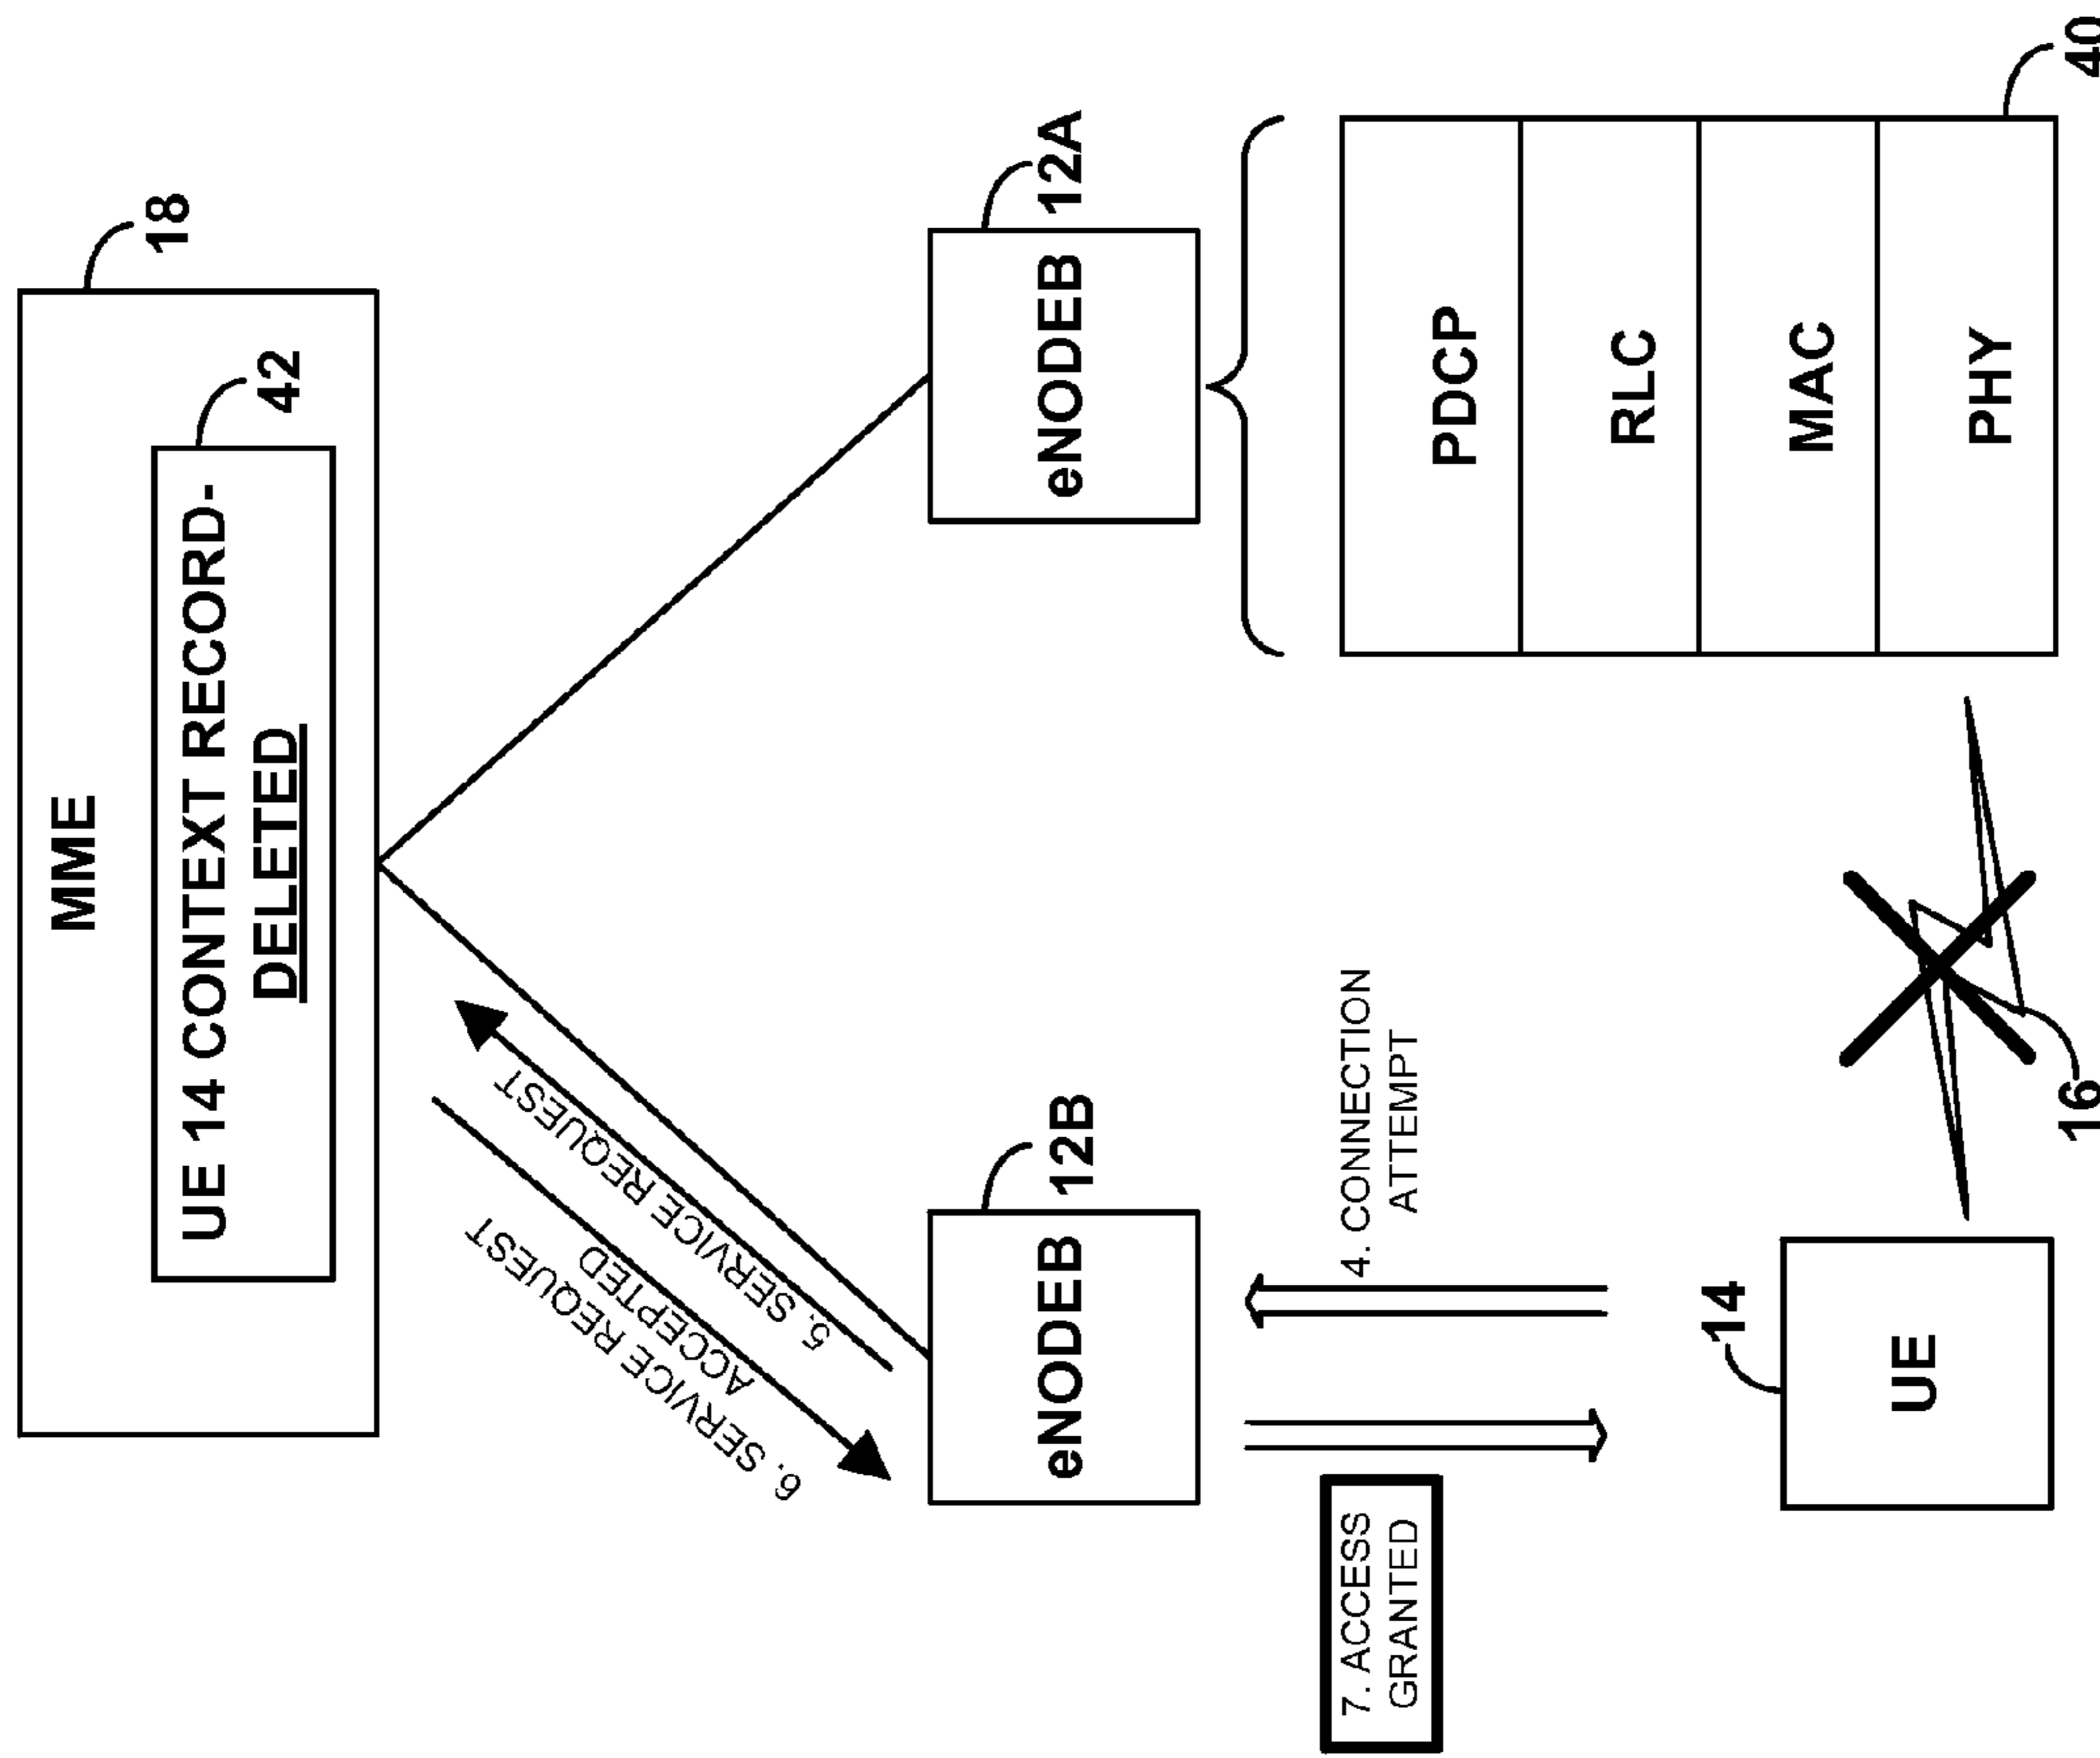 MME
18
UE 14 CONTEXT RECORD-
DELETED
42
6. SERVICE REQUEST
ACCEPTED
5. SERVICE REQUEST
eNODEB
12B
eNODEB
12A
7. ACCESS
GRANTED
4. CONNECTION
ATTEMPT
PDCP
RLC
MAC
PHY
40
14
UE
16